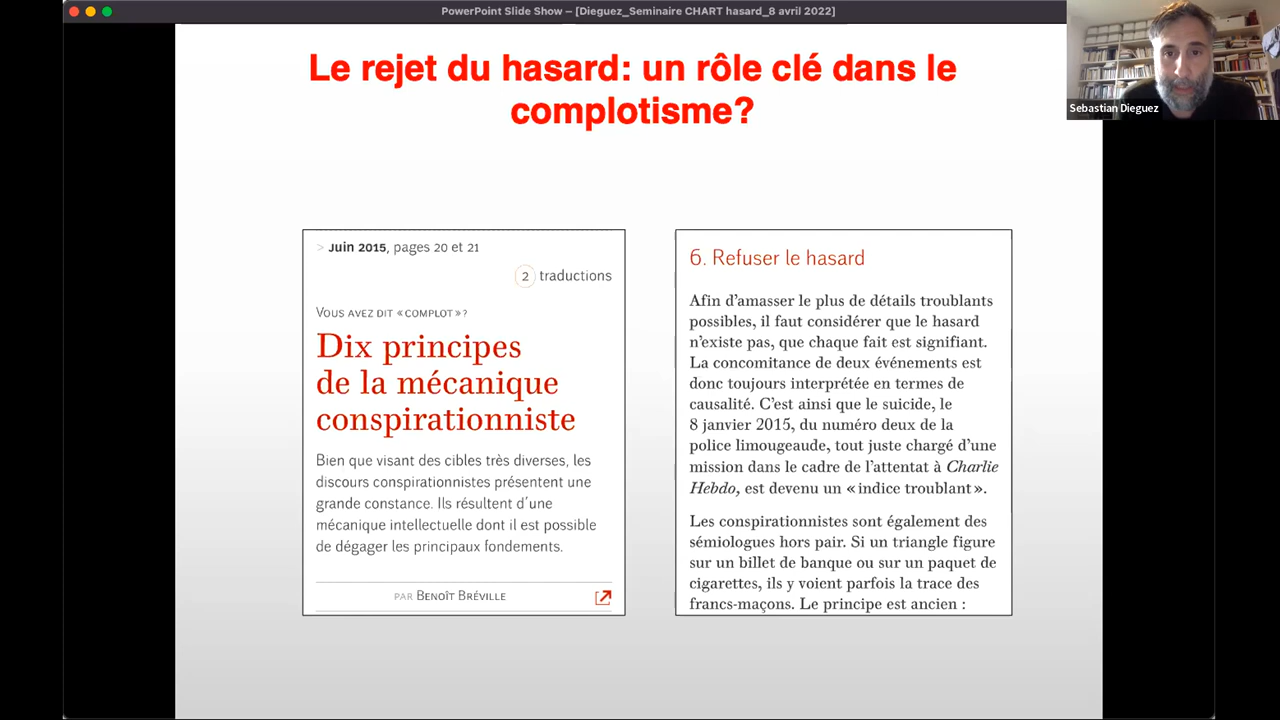 PowerPoint Slide Show – [Dieguez_Seminaire CHART hasard_8 avril 2022]
Sebastian Dieguez
Le rejet du hasard: un rôle clé dans le
complotisme?
> Juin 2015, pages 20 et 21
2 traductions
Vous avez dit « complot » ?
Dix principes
de la mécanique
conspirationniste
Bien que visant des cibles très diverses, les
discours conspirationnistes présentent une
grande constance. Ils résultent d’une
mécanique intellectuelle dont il est possible
de dégager les principaux fondements.
par Benoît Bréville
6. Refuser le hasard
Afin d’amasser le plus de détails troublants
possibles, il faut considérer que le hasard
n’existe pas, que chaque fait est signifiant.
La concomitance de deux événements est
donc toujours interprétée en termes de
causalité. C’est ainsi que le suicide, le
8 janvier 2015, du numéro deux de la
police limougeaude, tout juste chargé d’une
mission dans le cadre de l’attentat à Charlie
Hebdo, est devenu un « indice troublant ».
Les conspirationnistes sont également des
sémiologues hors pair. Si un triangle figure
sur un billet de banque ou sur un paquet de
cigarettes, ils y voient parfois la trace des
francs-maçons. Le principe est ancien :